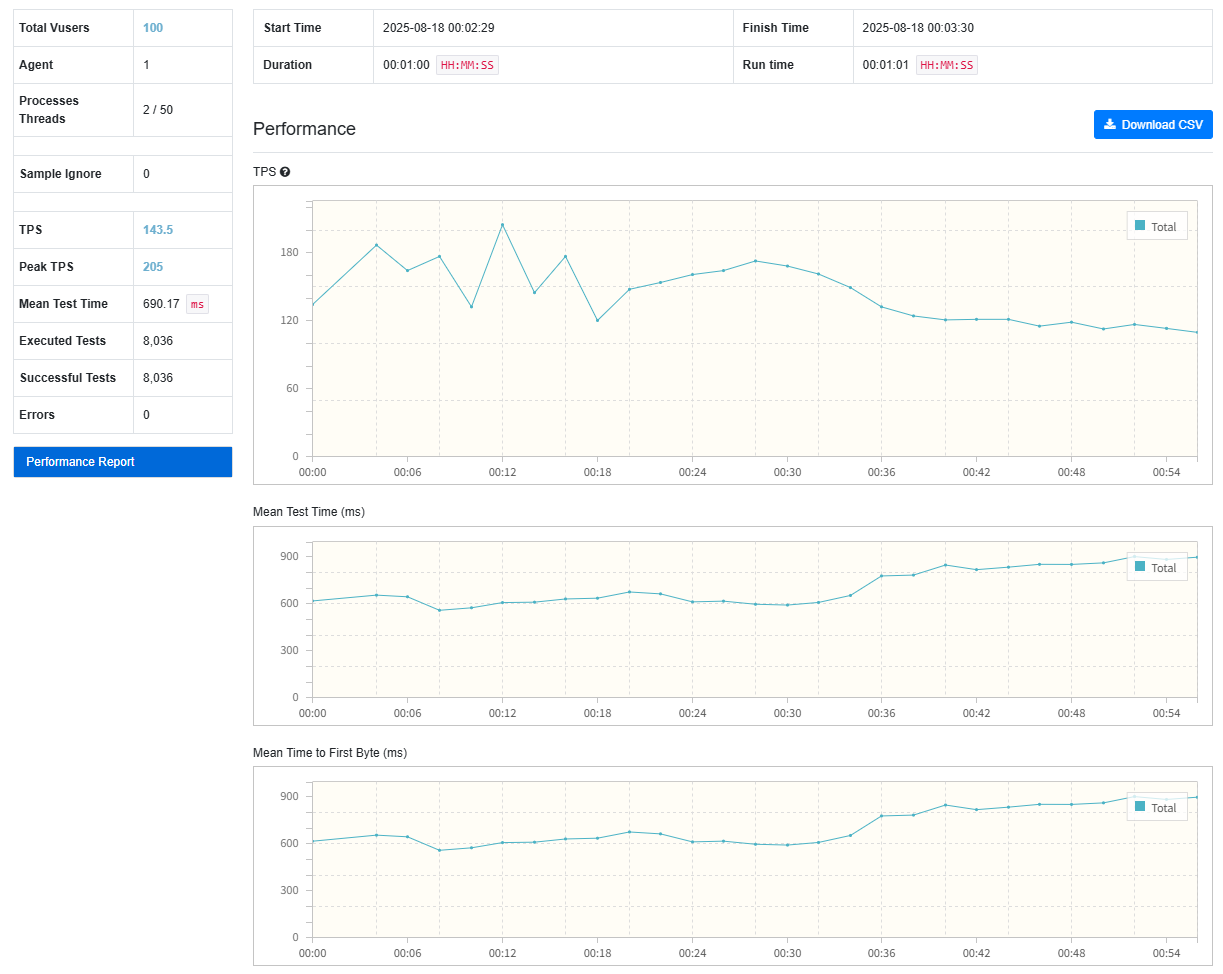 Total Vusers 100
Agent 1
Processes
Threads
2 / 50
Sample Ignore 0
TPS 143.5
Peak TPS 205
Mean Test Time 690.17 ms
Executed Tests 8,036
Successful Tests 8,036
Errors 0
Performance Report
Start Time 2025-08-18 00:02:29 Finish Time 2025-08-18 00:03:30
Duration 00:01:00 HH:MM:SS Run time 00:01:01 HH:MM:SS
Performance
Download CSV
TPS
Total
180
120
60
0
00:00 00:06 00:12 00:18 00:24 00:30 00:36 00:42 00:48 00:54
Mean Test Time (ms)
Total
900
600
300
0
00:00 00:06 00:12 00:18 00:24 00:30 00:36 00:42 00:48 00:54
Mean Time to First Byte (ms)
Total
900
600
300
0
00:00 00:06 00:12 00:18 00:24 00:30 00:36 00:42 00:48 00:54